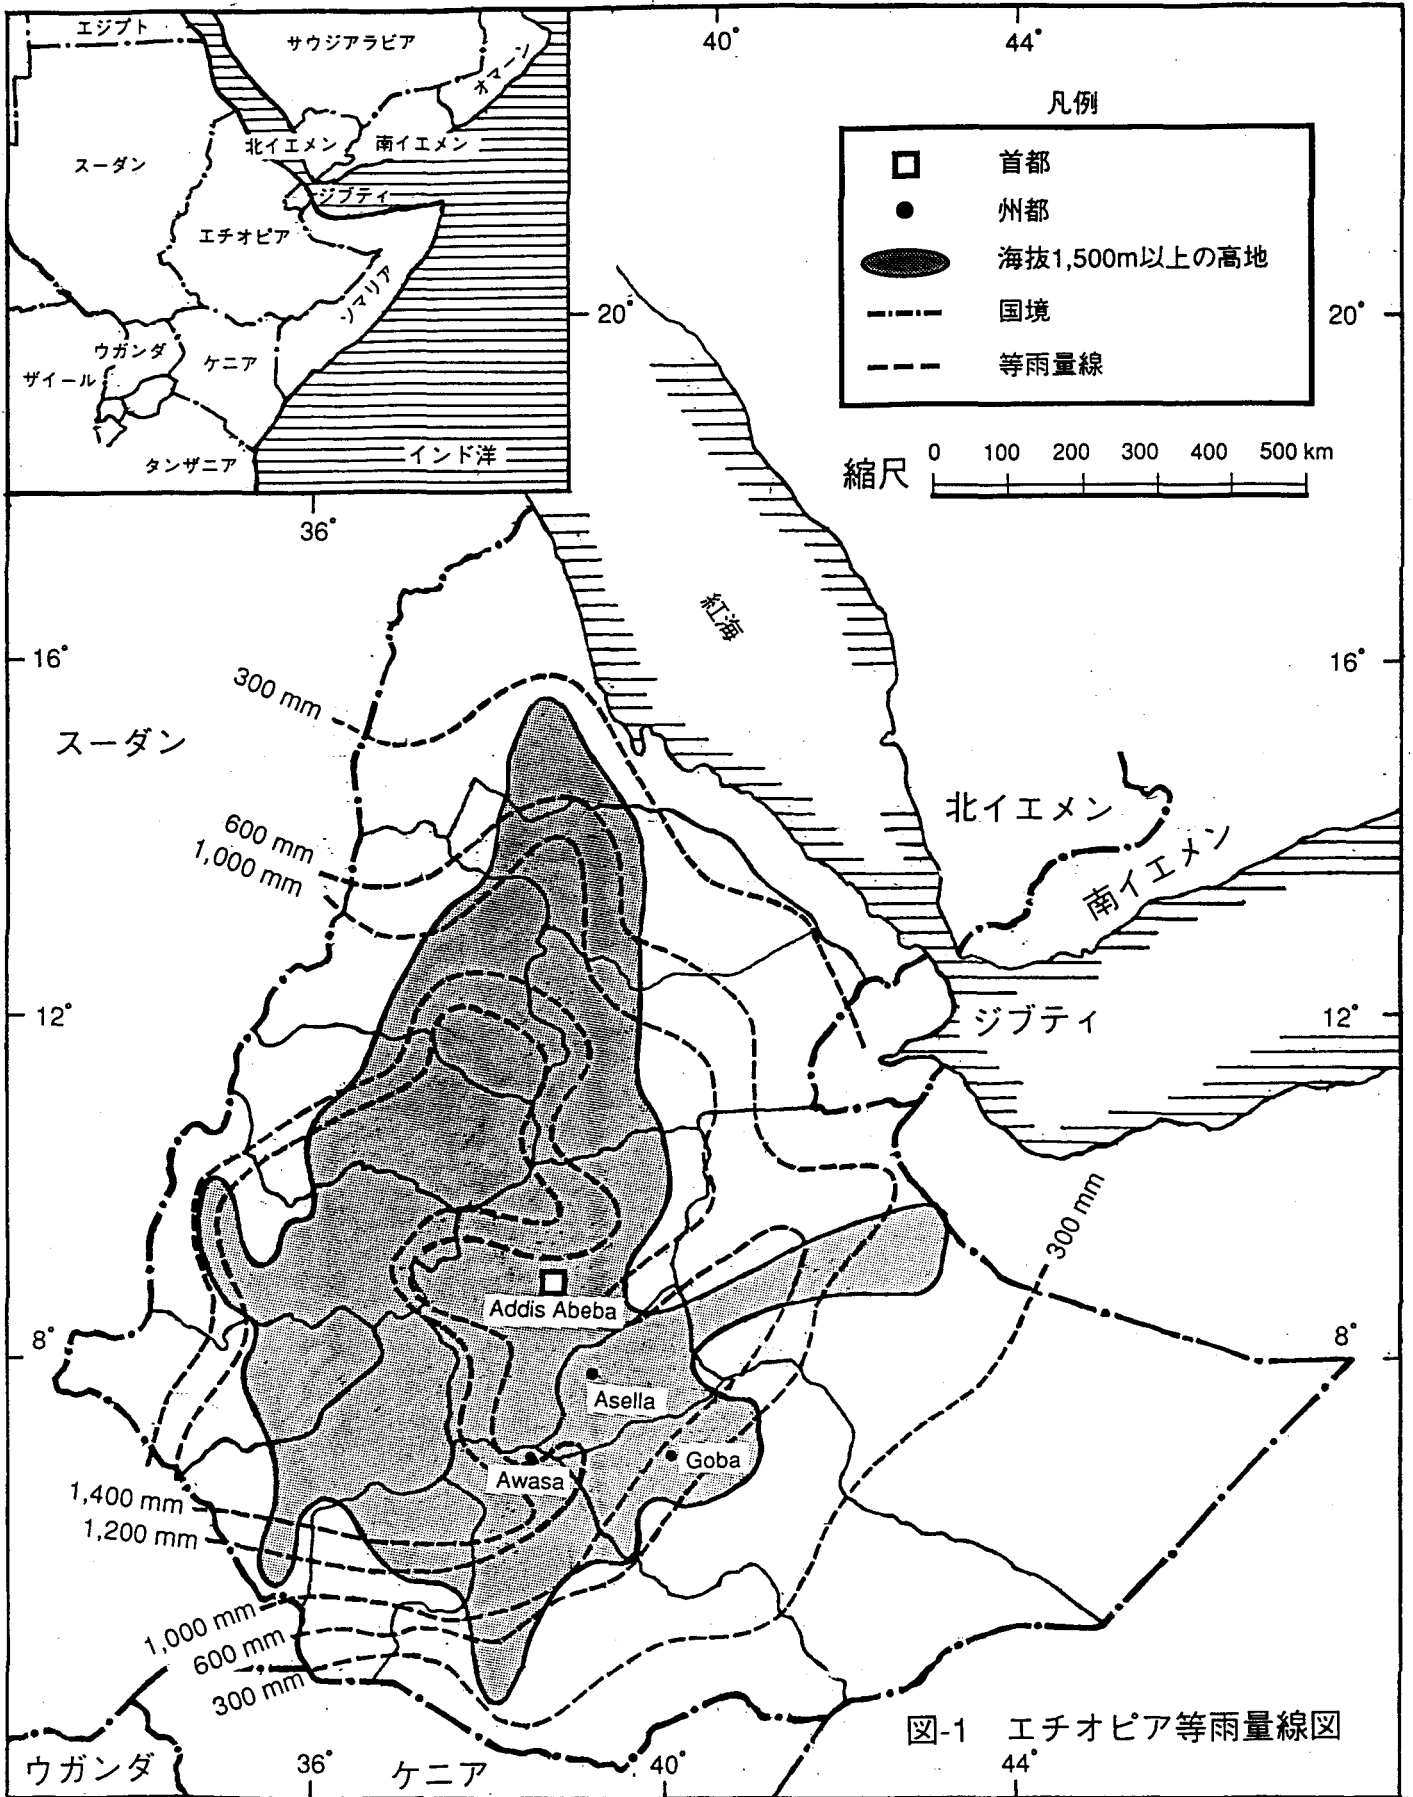 エジプト
サウジアラビア
オマーン
スーダン
北イエメン
南イエメン
ジブティ
エチオピア
ソマリア
ウガンダ
ケニア
ザイール
タンザニア
インド洋
40°
44°
凡例
首都
州都
海抜1,500m以上の高地
国境
等雨量線
縮尺
0 100 200 300 400 500 km
20°
20°
36°
紅海
16°
16°
300 mm
スーダン
600 mm
1,000 mm
北イエメン
南イエメン
12°
ジブティ
12°
300 mm
Addis Abeba
8°
8°
Asella
Goba
Awasa
1,400 mm
1,200 mm
1,000 mm
600 mm
300 mm
図-1 エチオピア等雨量線図
ウガンダ
36°
ケニア
40°
44°